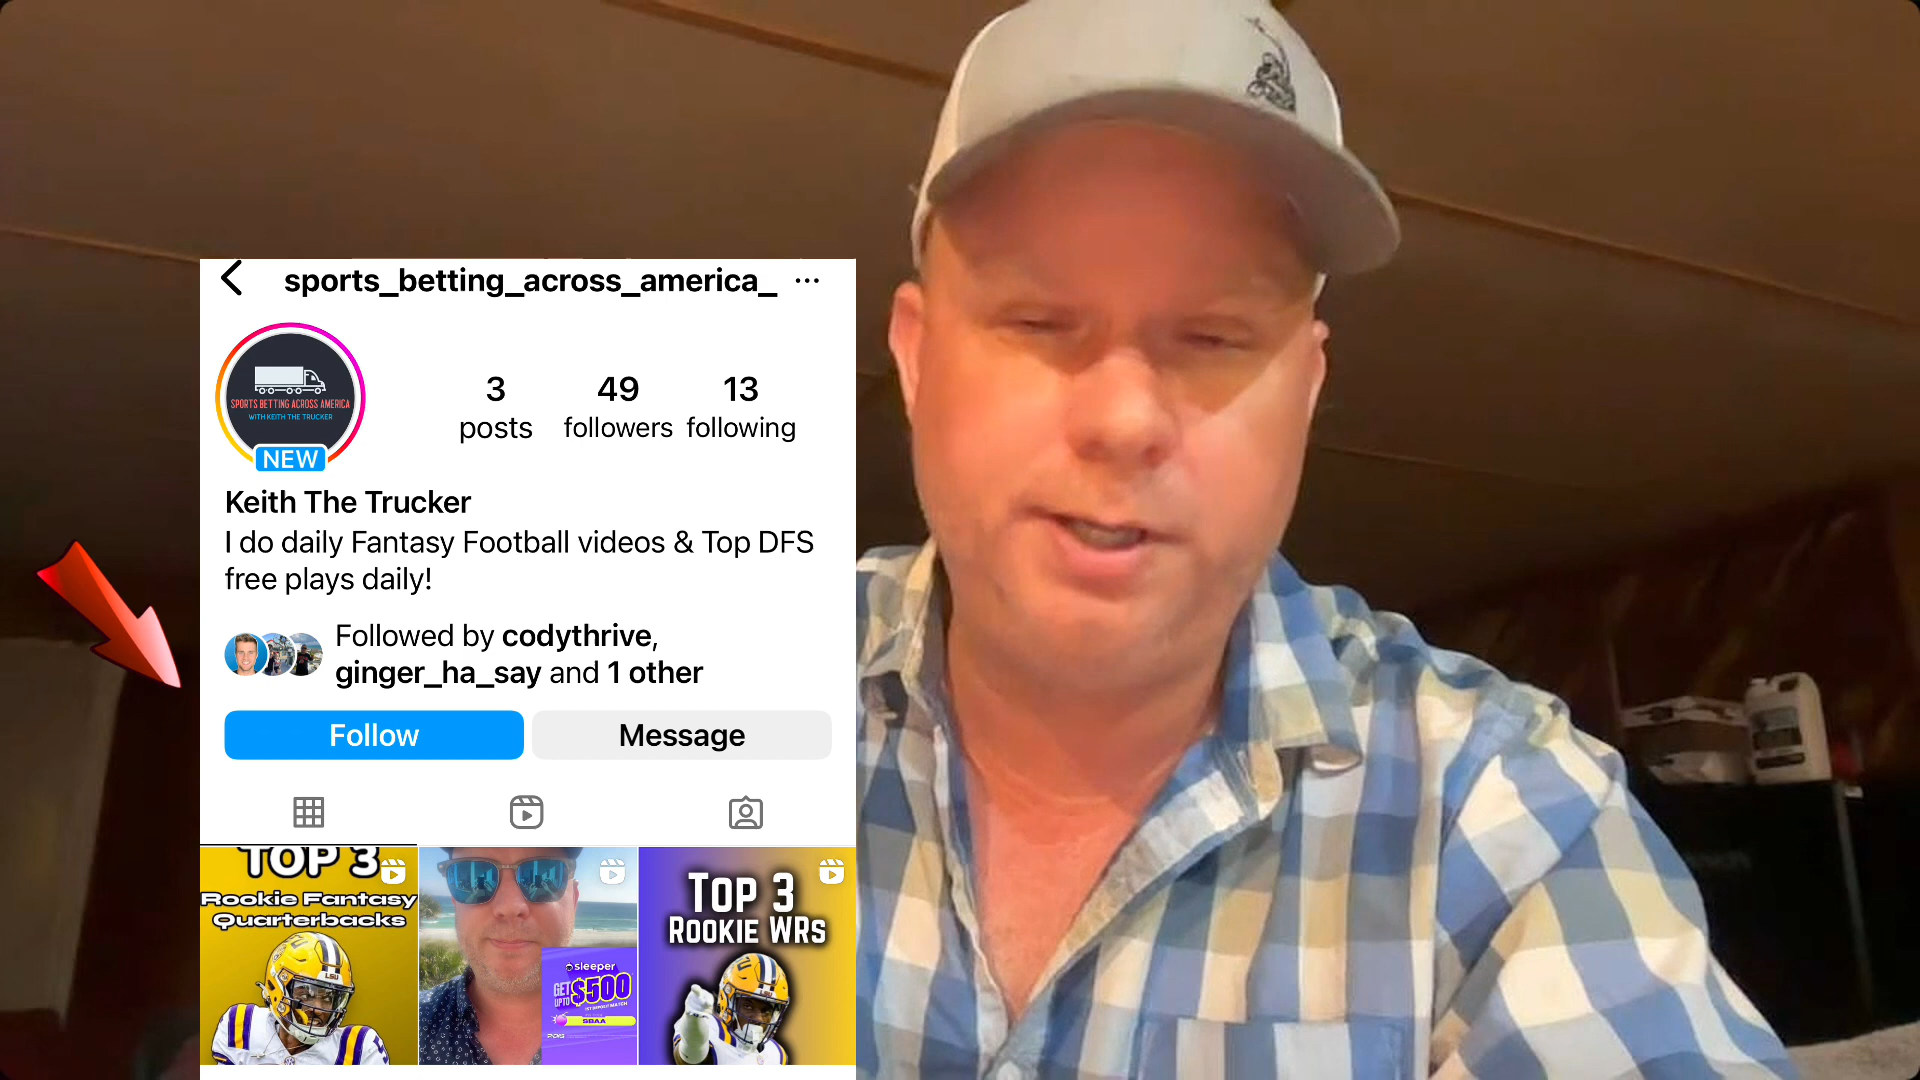 sports_betting_across_america_
SPORTS BETTING ACROSS AMERICA
WITH KEITH THE TRUCKER
NEW
3
posts
49
followers
13
following
Keith The Trucker
I do daily Fantasy Football videos & Top DFS
free plays daily!
Followed by codythrive,
ginger_ha_say and 1 other
Follow
Message
TOP 3
Rookie Fantasy
Quarterbacks
LSU
sleeper
GET
UP TO
$500
SBAA
TOP 3
ROOKIE WRS